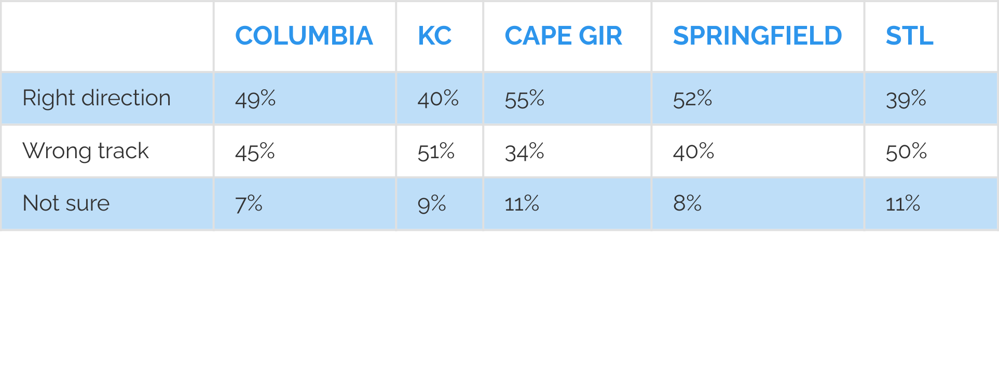 COLUMBIA KC CAPE GIR SPRINGFIELD STL
Right direction 49% 40% 55% 52% 39%
Wrong track 45% 51% 34% 40% 50%
Not sure 7% 9% 11% 8% 11%